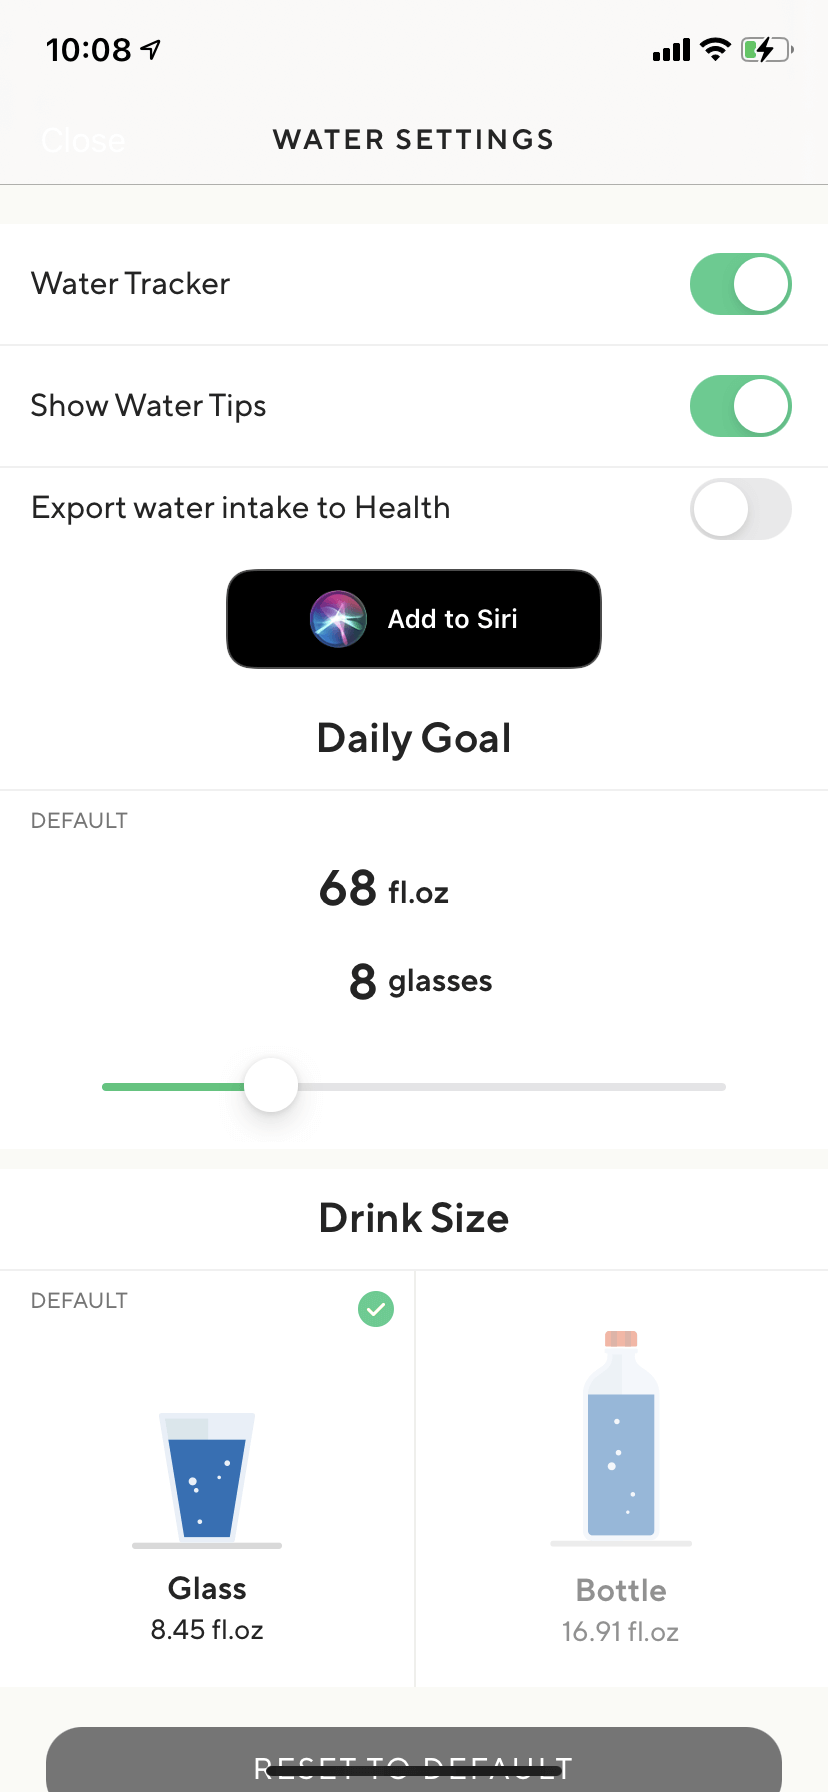 10:08
Close
WATER SETTINGS
Water Tracker
Show Water Tips
Export water intake to Health
Add to Siri
Daily Goal
DEFAULT
68 fl.oz
8 glasses
Drink Size
DEFAULT
Glass
8.45 fl.oz
Bottle
16.91 fl.oz
RESET TO DEFAULT